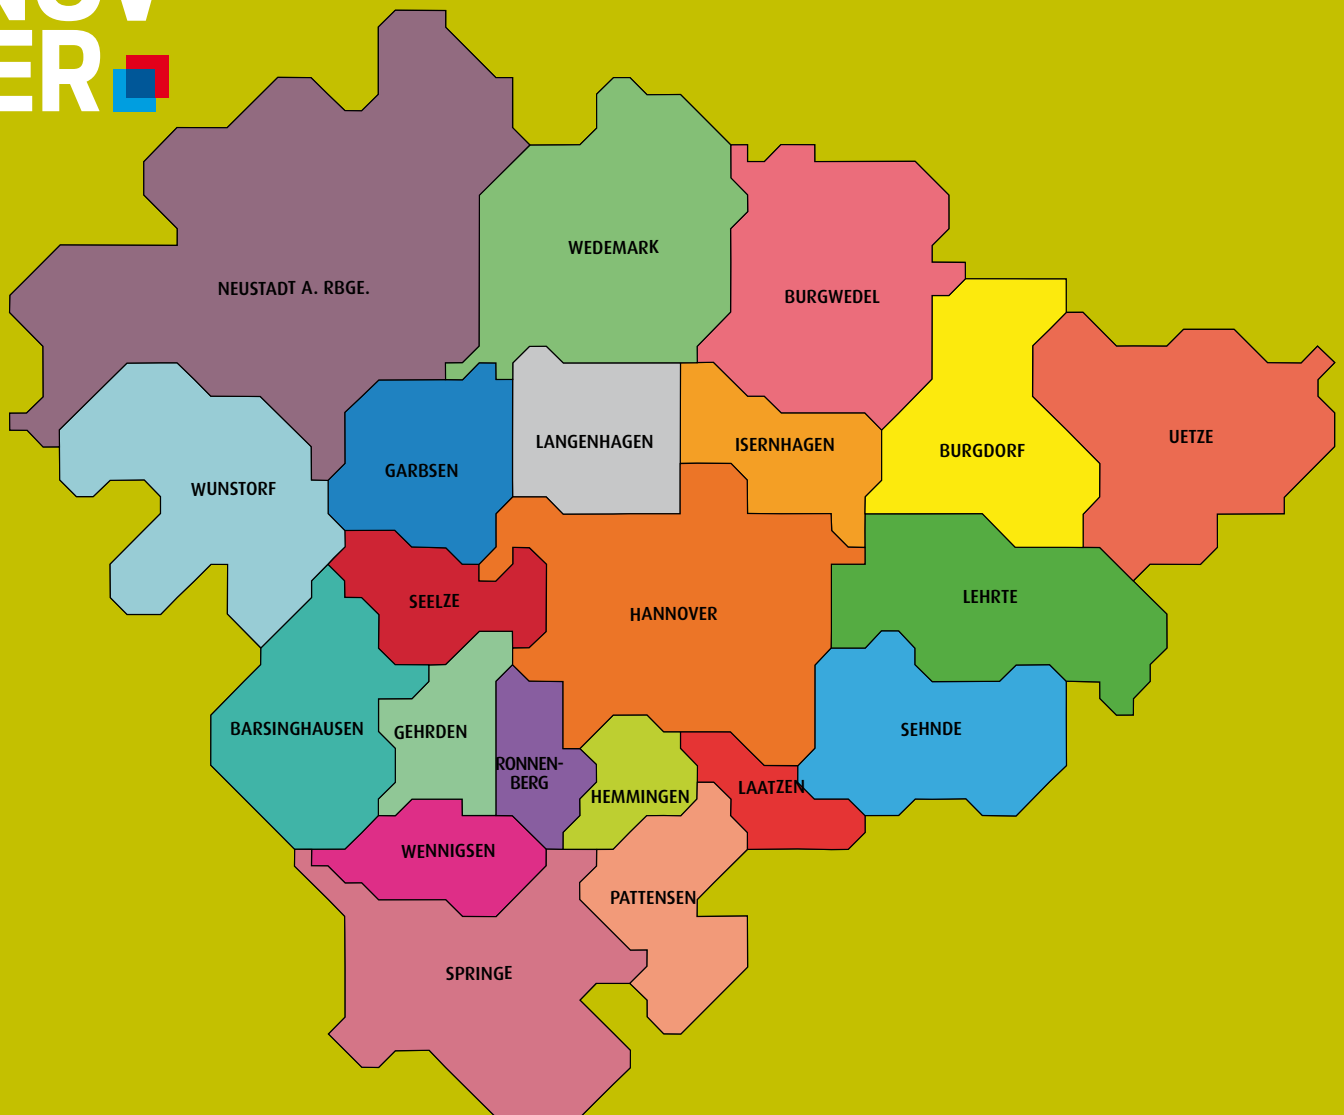 ER
WEDEMARK
NEUSTADT A. RBGE.
BURGWEDEL
LANGENHAGEN
ISERNHAGEN
UETZE
BURGDORF
GARBSEN
WUNSTORF
LEHRTE
SEELZE
HANNOVER
BARSINGHAUSEN
GEHRDEN
SEHNDE
RONNEN-
BERG
LAATZEN
HEMMINGEN
WENNIGSEN
PATTENSEN
SPRINGE